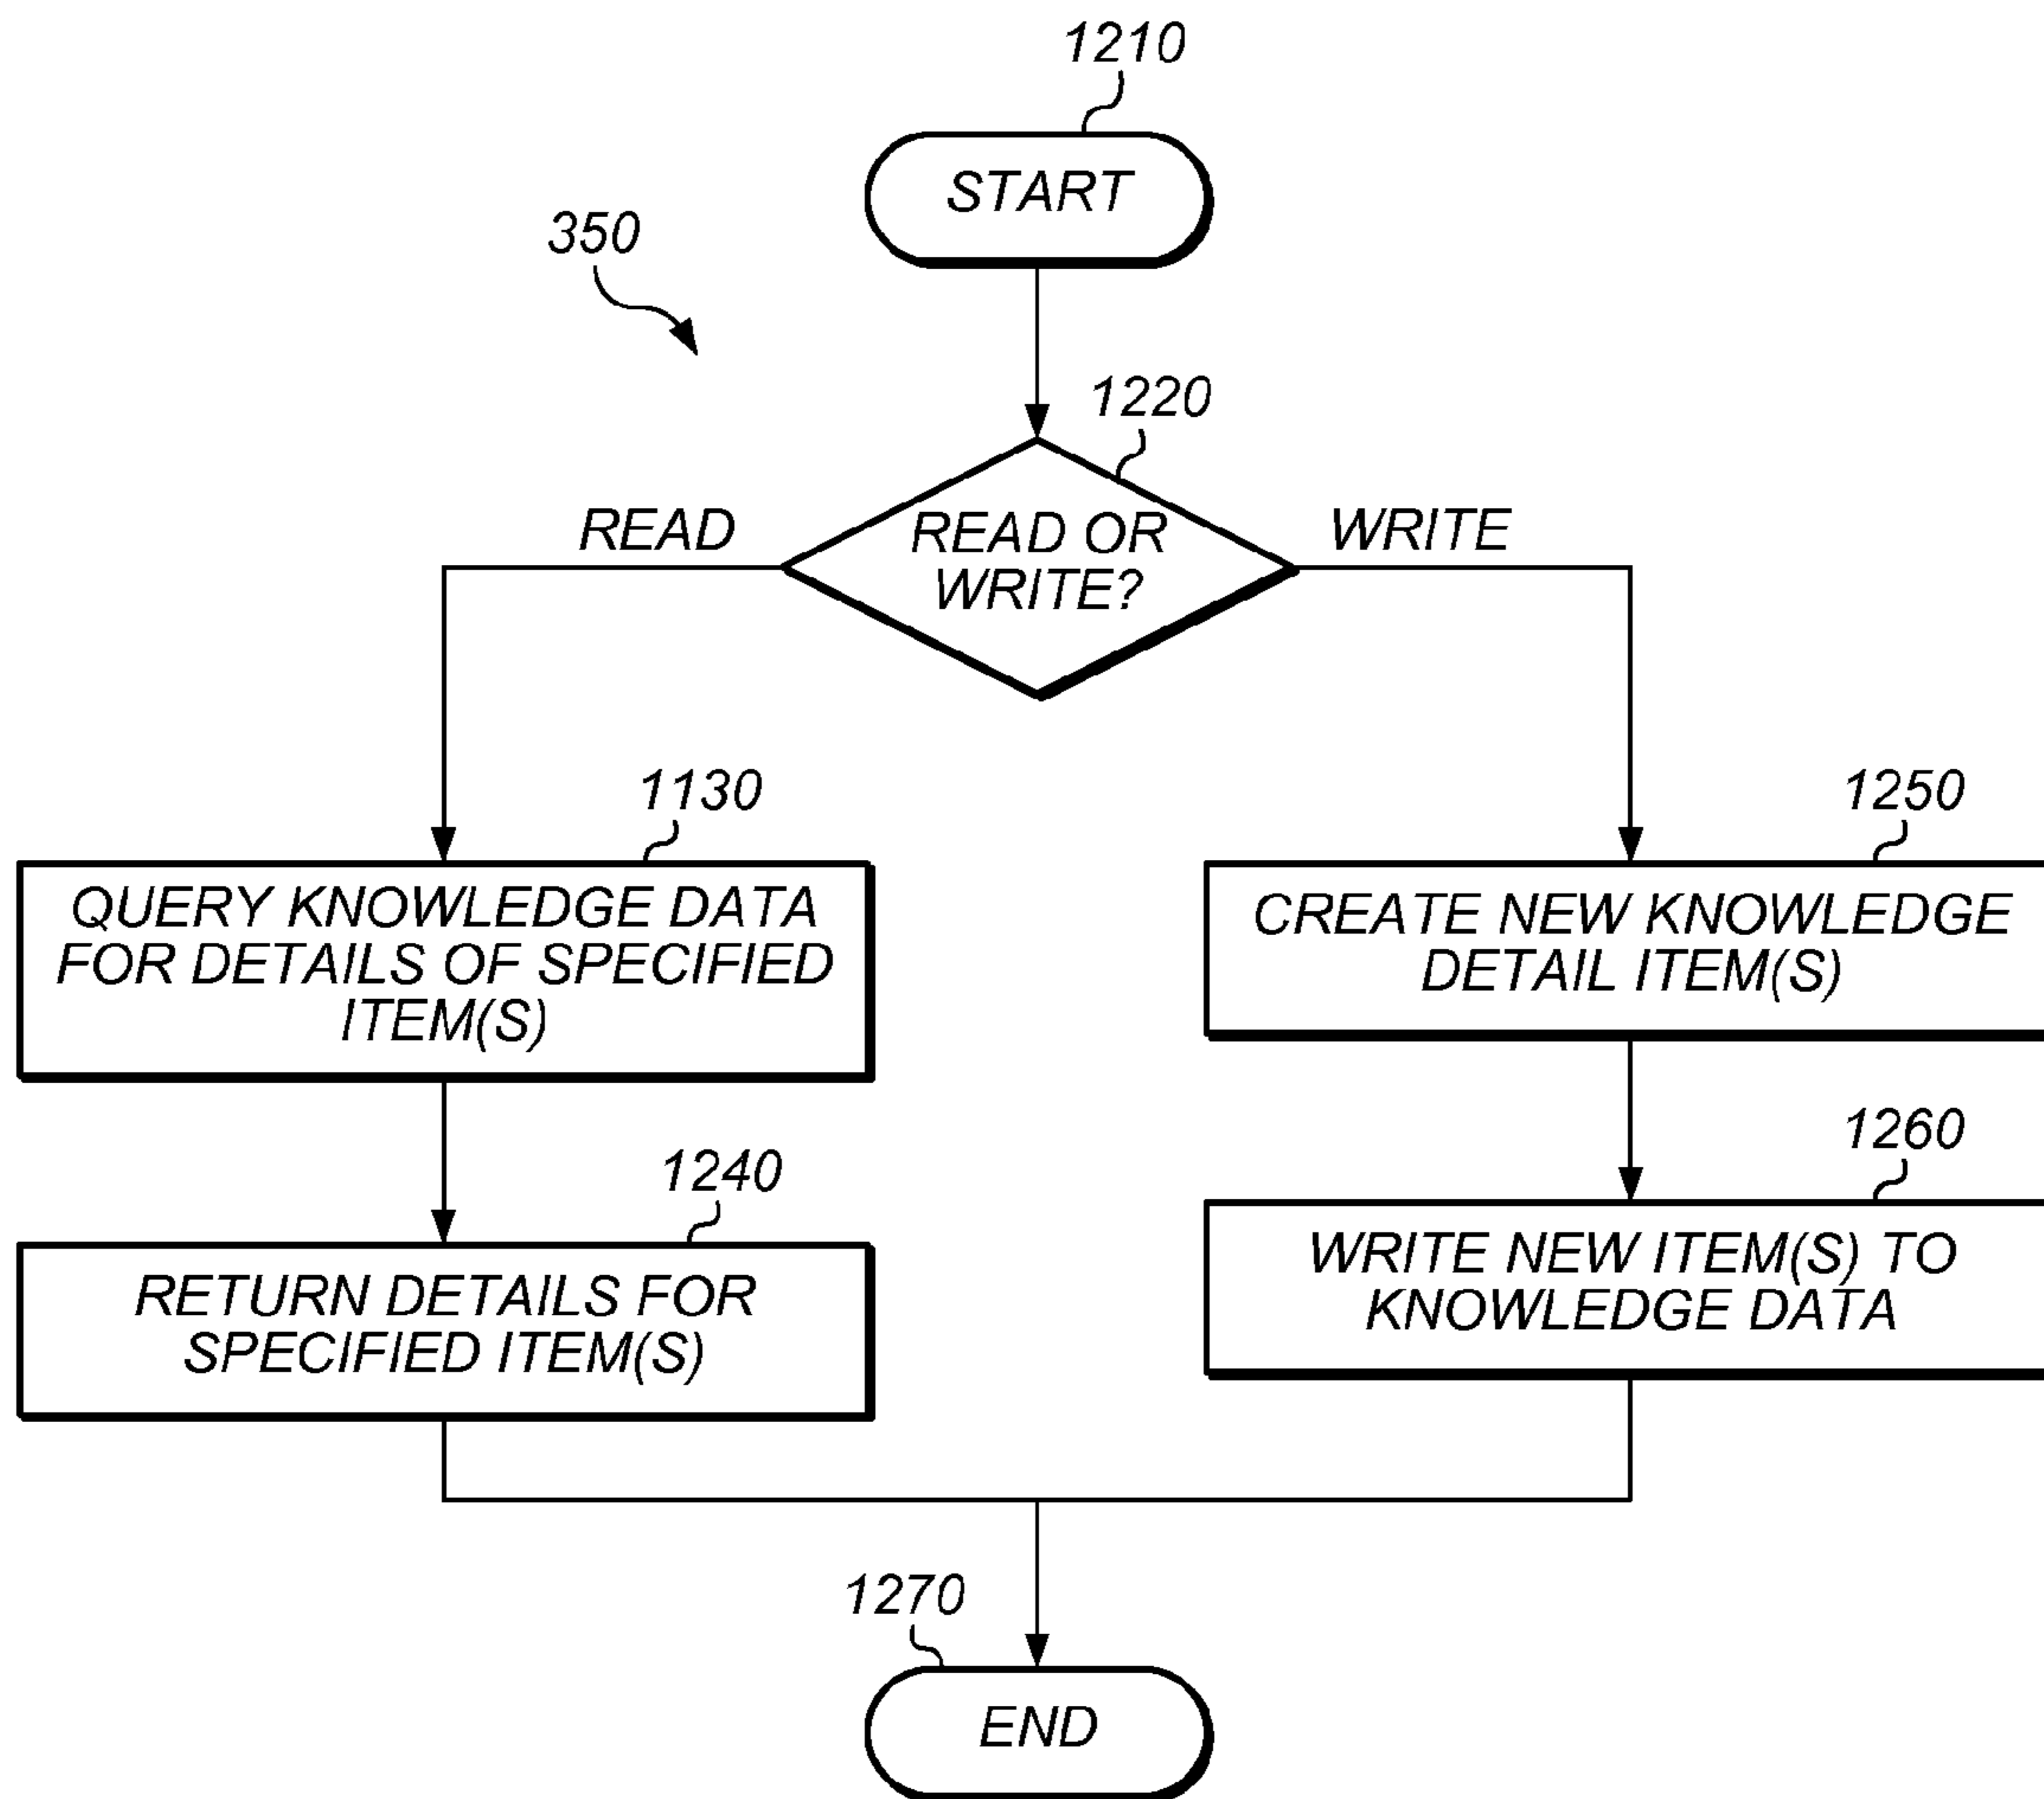 1210
START
350
1220
READ
READ OR
WRITE?
WRITE
1130
QUERY KNOWLEDGE DATA
FOR DETAILS OF SPECIFIED
ITEM(S)
1250
CREATE NEW KNOWLEDGE
DETAIL ITEM(S)
1240
RETURN DETAILS FOR
SPECIFIED ITEM(S)
1260
WRITE NEW ITEM(S) TO
KNOWLEDGE DATA
1270
END